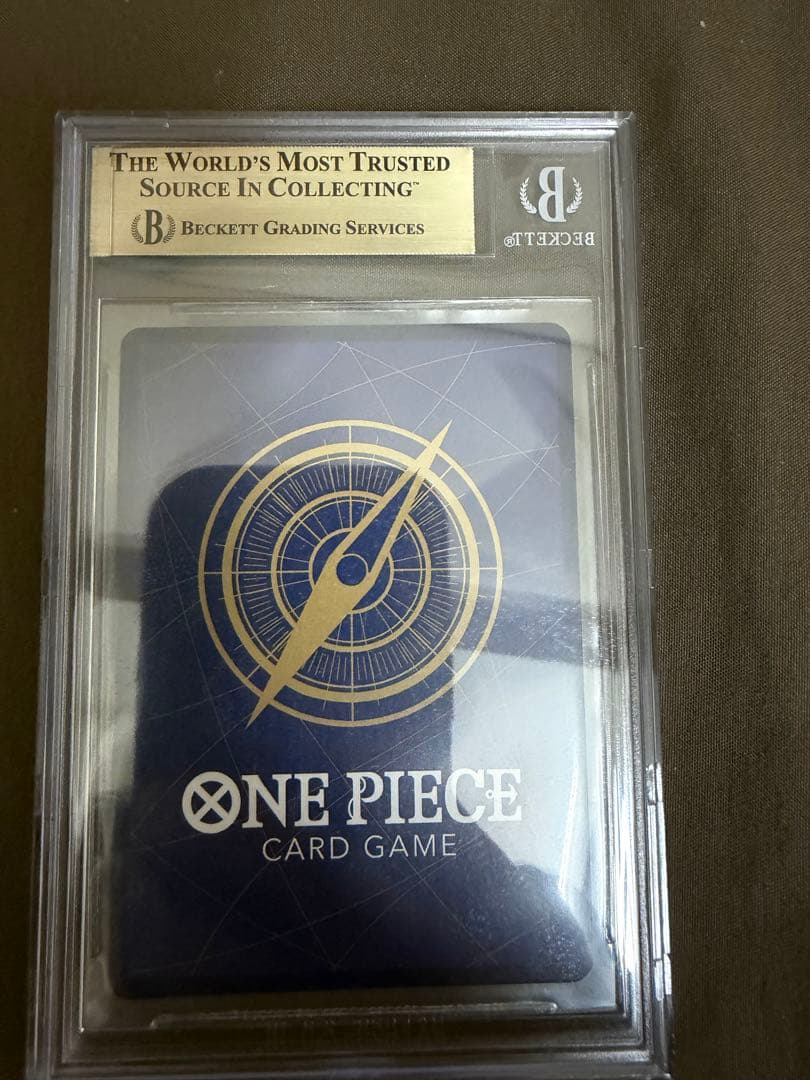 THE WORLD'S MOST TRUSTED
SOURCE IN COLLECTING™
B BECKETT GRADING SERVICES
B
BECKETT®
ONE PIECE
CARD GAME